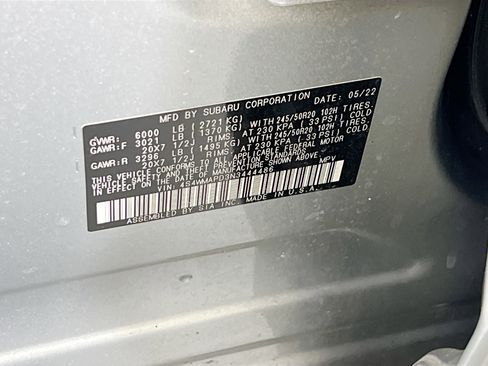 MFD BY SUBARU CORPORATION DATE: 05/22
GVWR: 6000 LB (2721 KG)
GAWR:F 3021 LB (1370 KG) WITH 245/50R20 102H TIRES.
20X7 1/2J RIMS. AT 230 KPA (33 PSI) COLD.
GAWR:R 3296 LB (1495 KG) WITH 245/50R20 102H TIRES.
20X7 1/2J RIMS. AT 230 KPA (33 PSI) COLD.
THIS VEHICLE CONFORMS TO ALL APPLICABLE FEDERAL MOTOR
VEHICLE SAFETY STANDARDS
IN EFFECT ON THE DATE OF MANUFACTURE SHOWN ABOVE.
VIN: 4S4WMAPD3N3444486 MPV
ASSEMBLED BY SIA INC. MADE IN U.S.A.